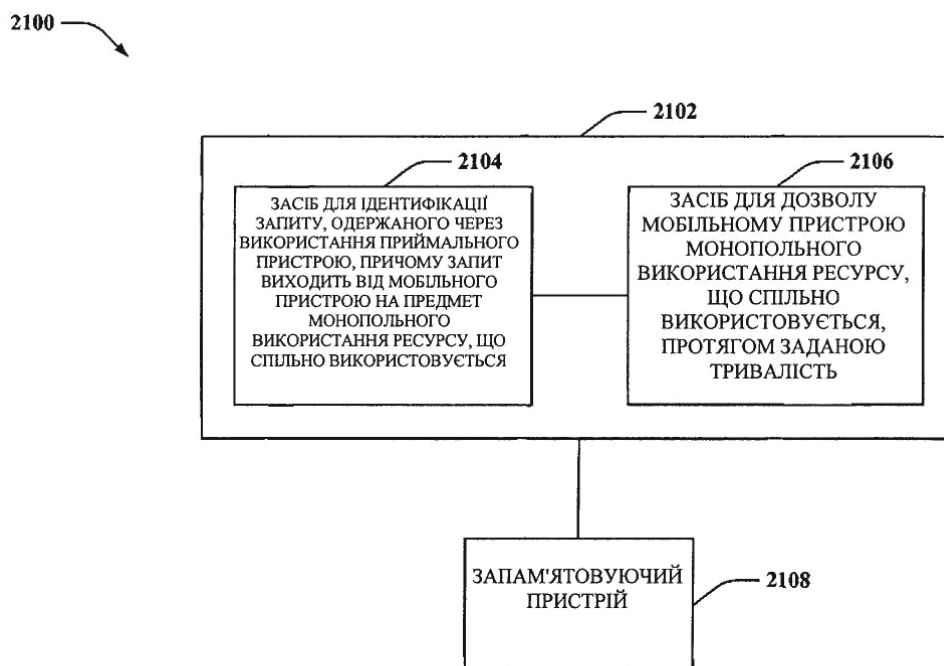 2100
2102
2104
ЗАСІБ ДЛЯ ІДЕНТИФІКАЦІЇ
ЗАПИТУ, ОДЕРЖАНОГО ЧЕРЕЗ
ВИКОРИСТАННЯ ПРИЙМАЛЬНОГО
ПРИСТРОЮ, ПРИЧОМУ ЗАПИТ
ВИХОДИТЬ ВІД МОБІЛЬНОГО
ПРИСТРОЮ НА ПРЕДМЕТ
МОНОПОЛЬНОГО
ВИКОРИСТАННЯ РЕСУРСУ, ЩО
СПІЛЬНО ВИКОРИСТОВУЄТЬСЯ
2106
ЗАСІБ ДЛЯ ДОЗВОЛУ
МОБІЛЬНОМУ ПРИСТРОЮ
МОНОПОЛЬНОГО
ВИКОРИСТАННЯ РЕСУРСУ,
ЩО СПІЛЬНО
ВИКОРИСТОВУЄТЬСЯ,
ПРОТЯГОМ ЗАДАНОЮ
ТРИВАЛІСТЬ
ЗАПАМ'ЯТОВУЮЧИЙ
ПРИСТРІЙ
2108